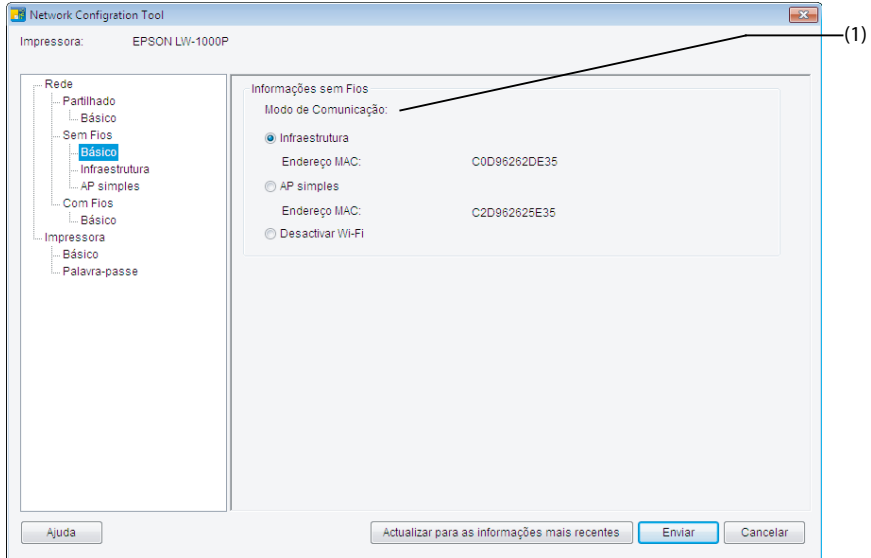 Network Configration Tool
Impressora: EPSON LW-1000P
(1)
Rede
Partilhado
Básico
Sem Fios
Básico
Infraestrutura
AP simples
Com Fios
Básico
Impressora
Básico
Palavra-passe
Informações sem Fios
Modo de Comunicação:
Infraestrutura
Endereço MAC: C0D96262DE35
AP simples
Endereço MAC: C2D962625E35
Desactivar Wi-Fi
Ajuda
Actualizar para as informações mais recentes
Enviar
Cancelar